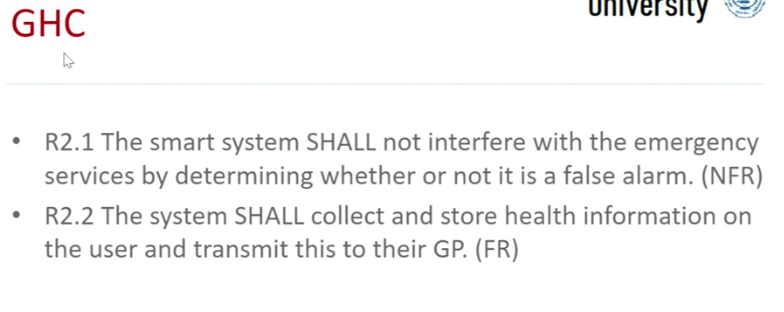 University
GHC
• R2.1 The smart system SHALL not interfere with the emergency
services by determining whether or not it is a false alarm. (NFR)
• R2.2 The system SHALL collect and store health information on
the user and transmit this to their GP. (FR)